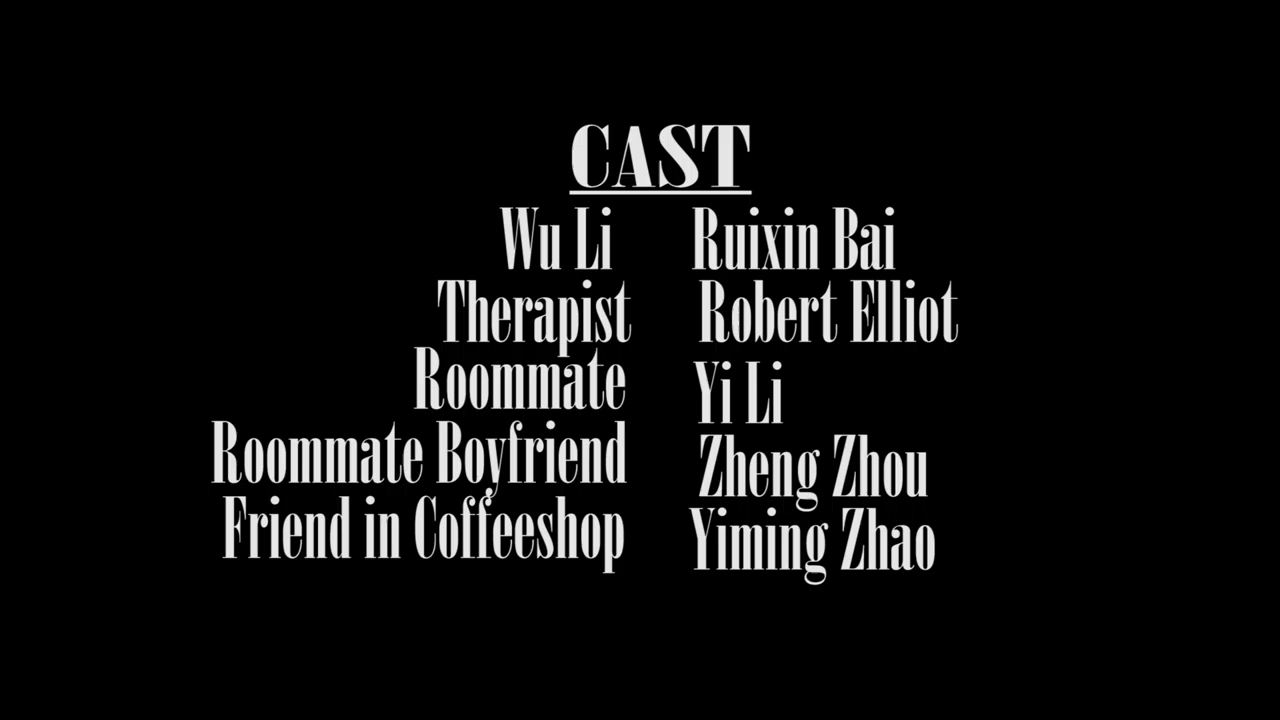 CAST
Wu Li Ruixin Bai
Therapist Robert Elliot
Roommate Yi Li
Roommate Boyfriend Zheng Zhou
Friend in Coffeeshop Yiming Zhao